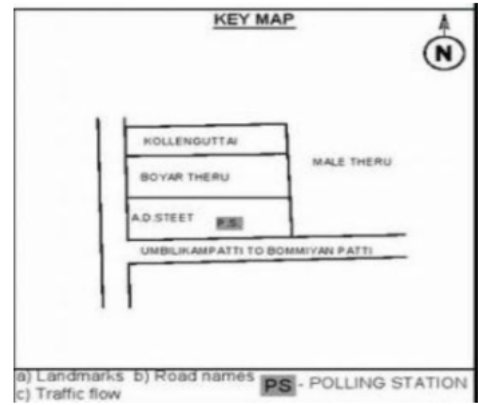 KEY MAP
N
KOLLENGUTTAI
MALE THERU
BOYAR THERU
A.D.STEET
P.S.
UMBILIKAMPATTI TO BOMMIYAN PATTI
a) Landmarks b) Road names
c) Traffic flow
PS - POLLING STATION